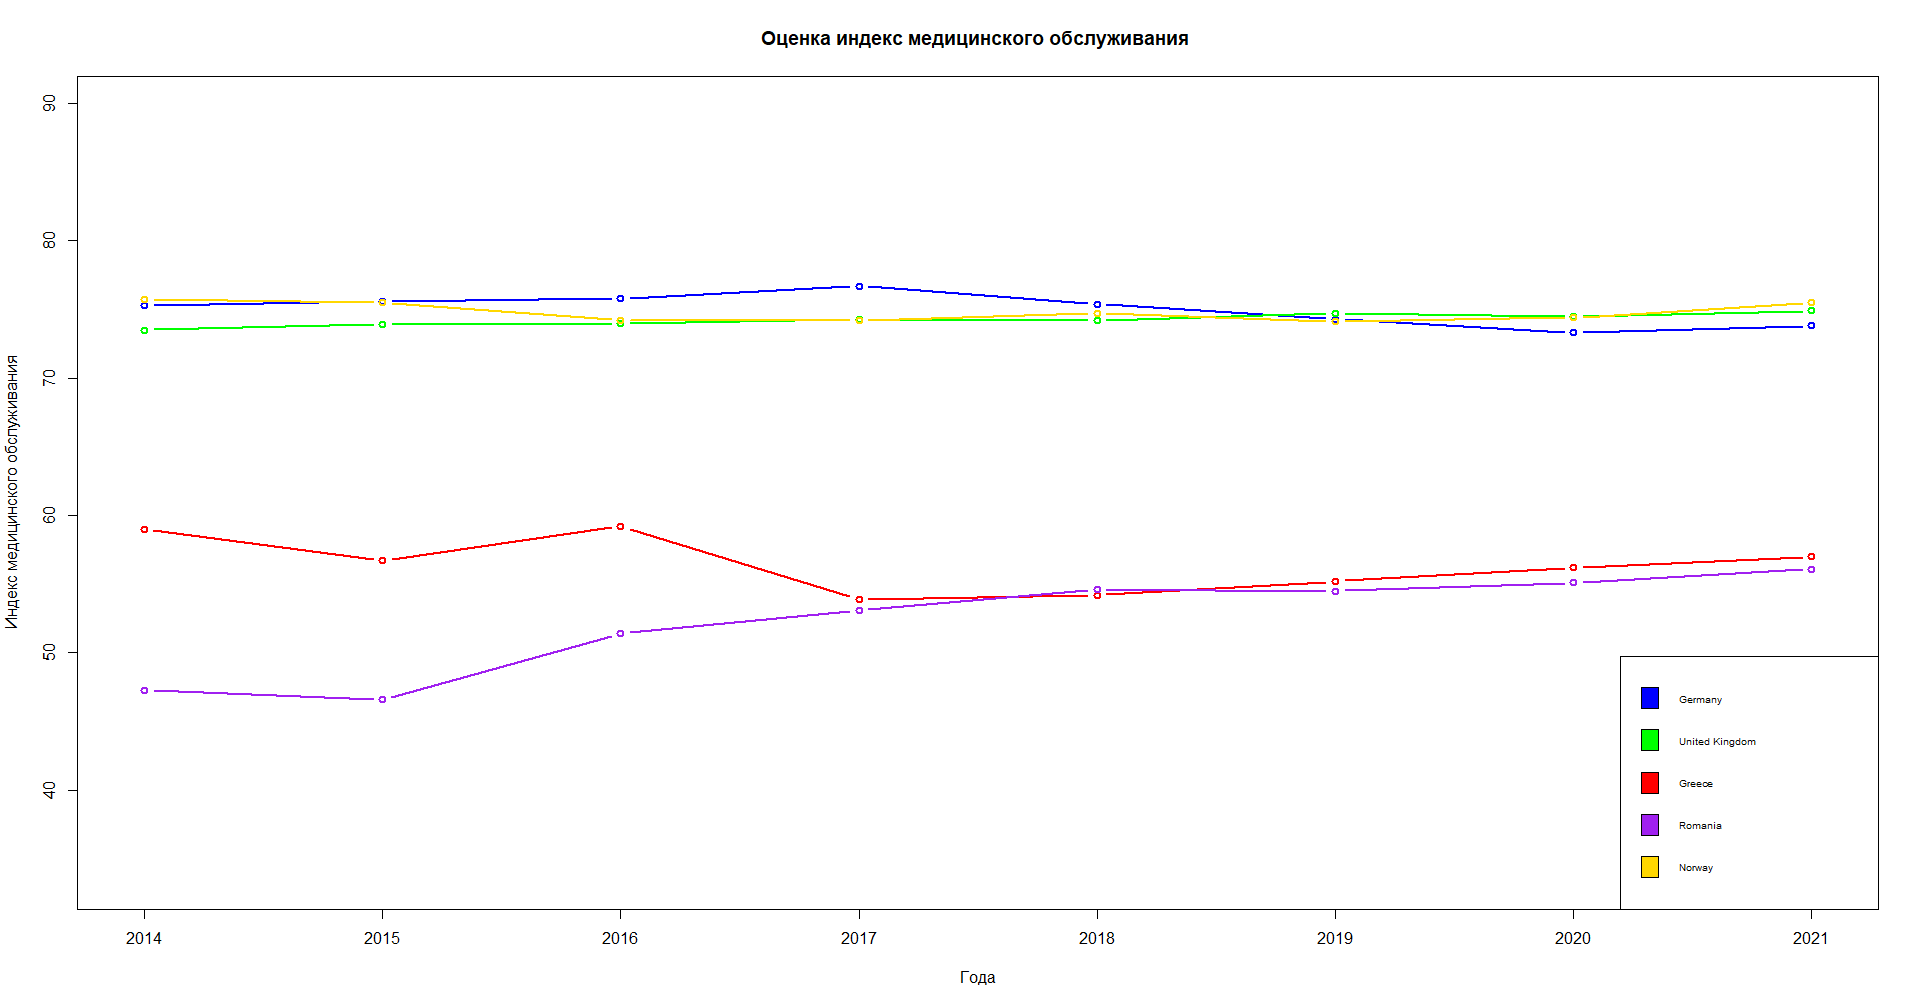 Оценка индекс медицинского обслуживания
90
80
70
60
50
40
Индекс медицинского обслуживания
2014 2015 2016 2017 2018 2019 2020 2021
Года
Germany
United Kingdom
Greece
Romania
Norway